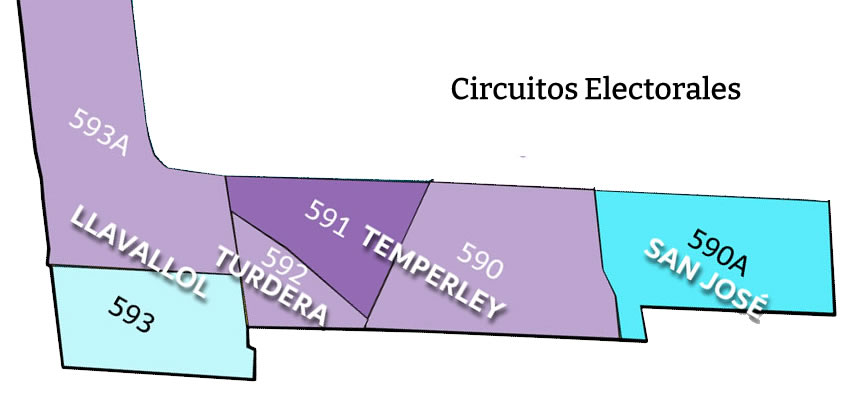 Circuitos Electorales
593A
LLAVALLOL
593
591
592
TURDERA
TEMPERLEY
590
590A
SAN JOSÉ